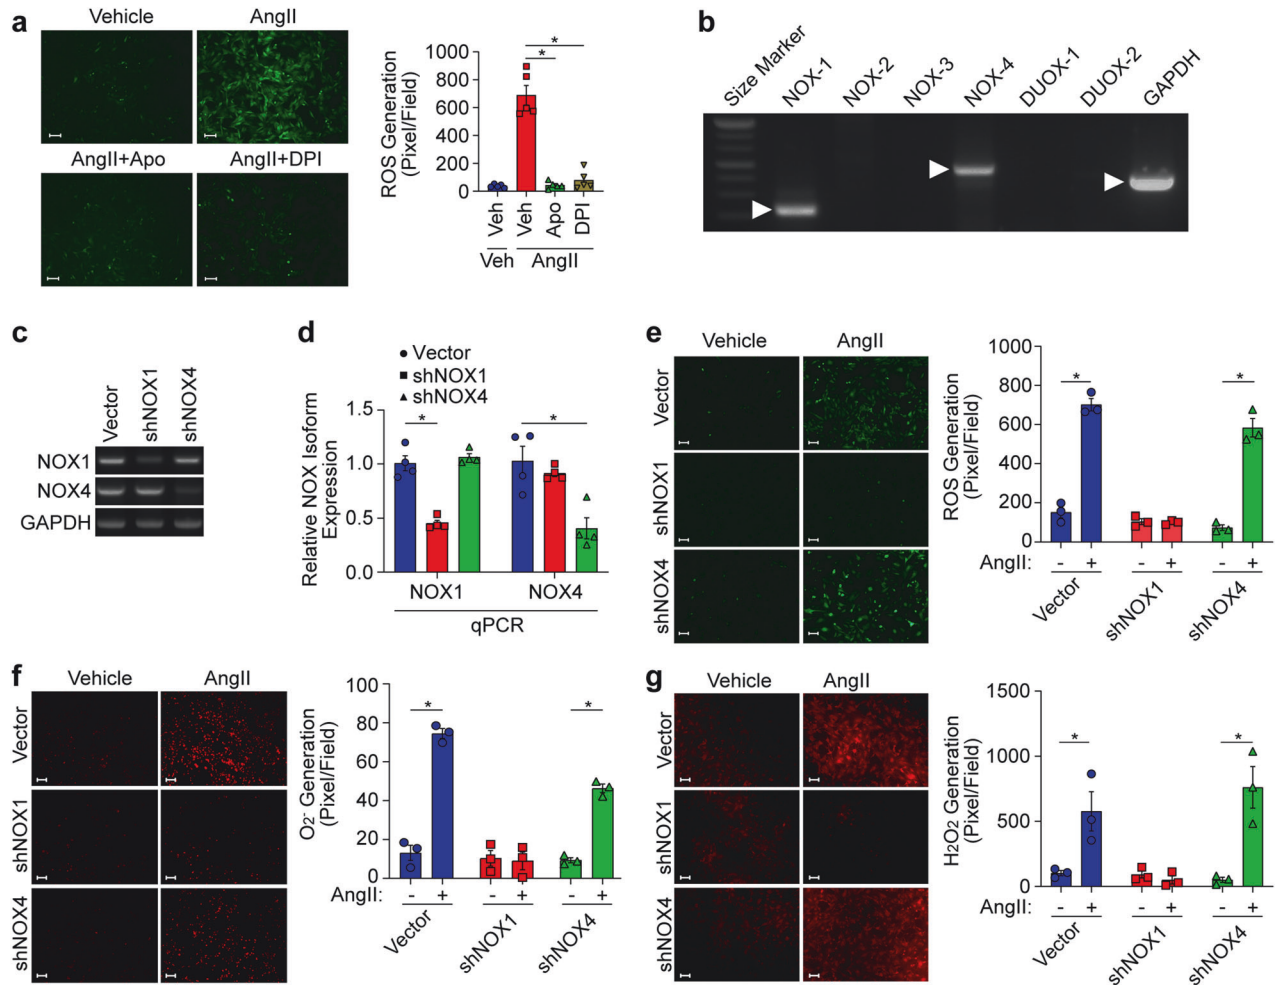 a
Vehicle
AngII
AngII+Apo
AngII+DPI
ROS Generation
(Pixel/Field)
1000
800
600
400
200
0
*
*
Veh
Veh
Apo
DPI
Veh
AngII
b
Size Marker
NOX-1
NOX-2
NOX-3
NOX-4
DUOX-1
DUOX-2
GAPDH
c
Vector
shNOX1
shNOX4
NOX1
NOX4
GAPDH
d
Vector
shNOX1
shNOX4
Relative NOX Isoform
Expression
1.5
1.0
0.5
0.0
*
*
NOX1
NOX4
qPCR
e
Vehicle
AngII
Vector
shNOX1
shNOX4
ROS Generation
(Pixel/Field)
1000
800
600
400
200
0
*
*
AngII:
- + - + - +
Vector
shNOX1
shNOX4
f
Vehicle
AngII
Vector
shNOX1
shNOX4
O2- Generation
(Pixel/Field)
100
80
60
40
20
0
*
*
AngII:
- + - + - +
Vector
shNOX1
shNOX4
g
Vehicle
AngII
Vector
shNOX1
shNOX4
H2O2 Generation
(Pixel/Field)
1500
1000
500
0
*
*
AngII:
- + - + - +
Vector
shNOX1
shNOX4